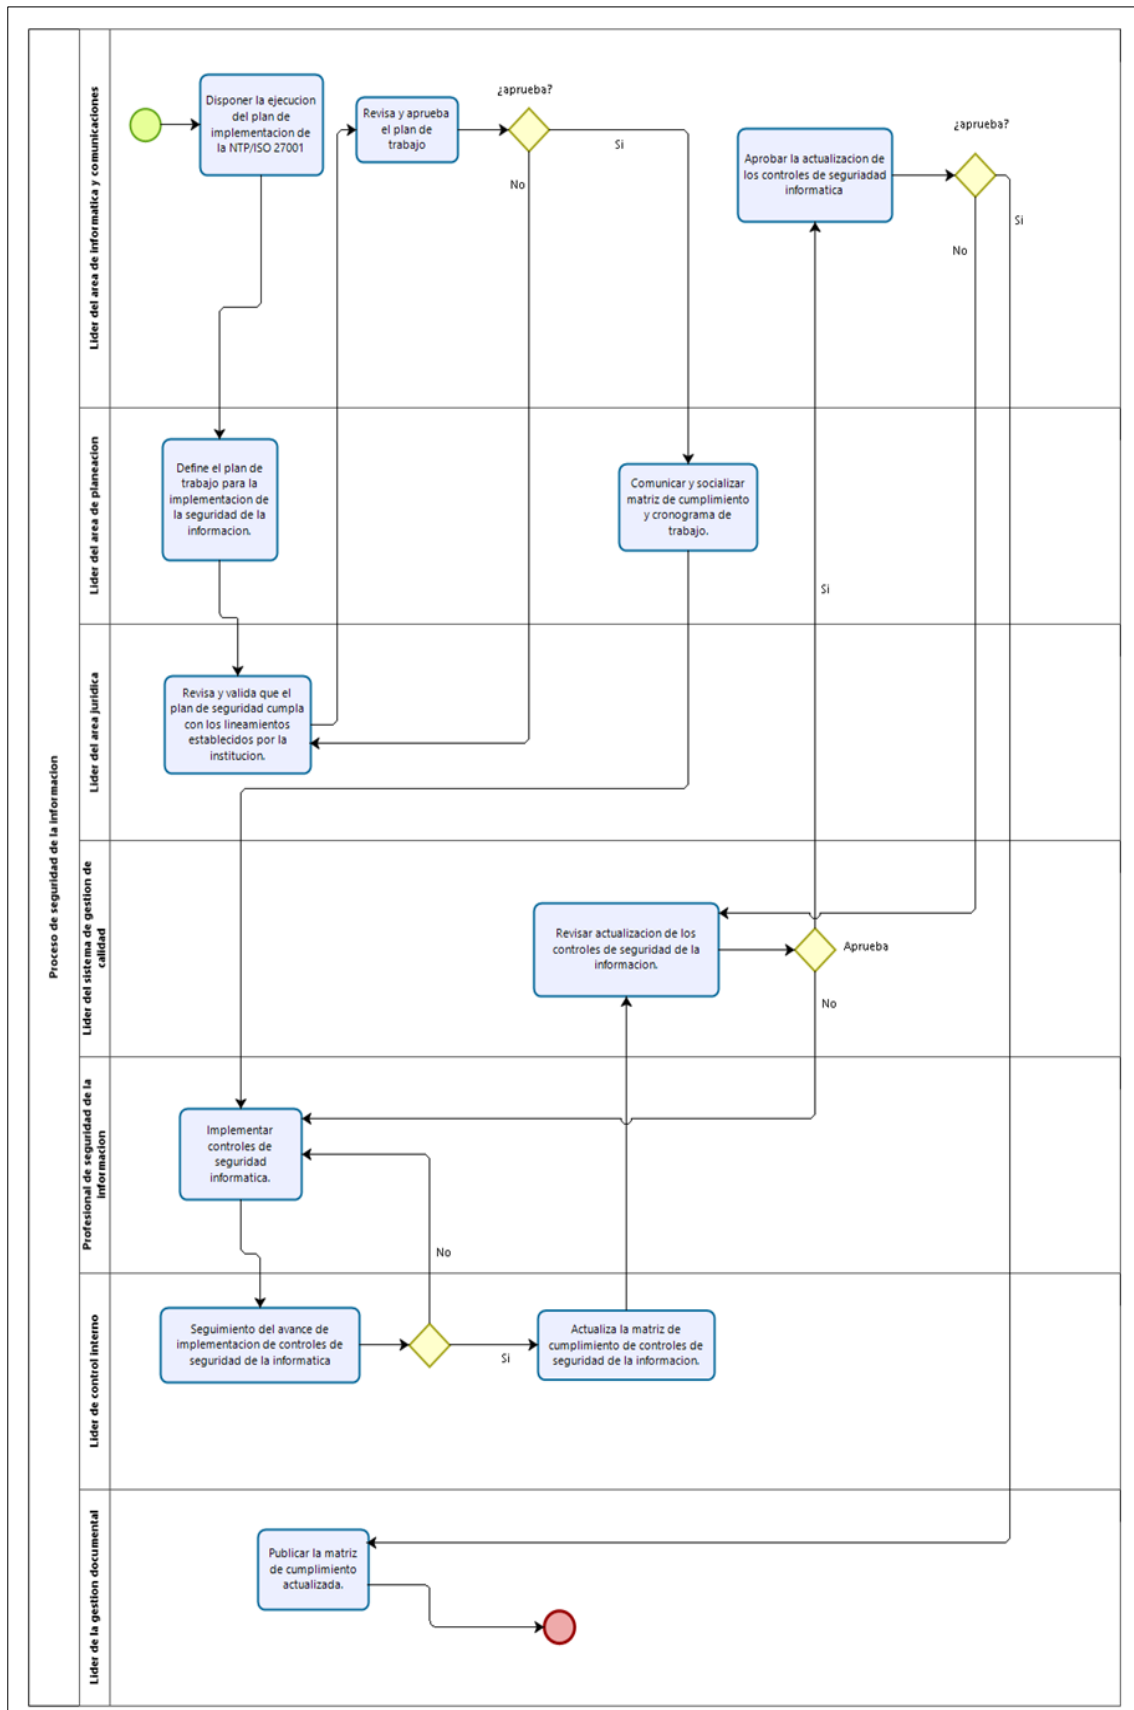 Proceso de seguridad de la informacion
Lider del area de informatica y comunicaciones
Disponer la ejecucion
del plan de
implementacion de
la NTP/ISO 27001
Revisa y aprueba
el plan de
trabajo
¿aprueba?
Si
No
Aprobar la actualizacion de
los controles de seguriadad
informatica
¿aprueba?
Si
No
Lider del area de planeacion
Define el plan de
trabajo para la
implementacion de
la seguridad de la
informacion.
Comunicar y socializar
matriz de cumplimiento
y cronograma de
trabajo.
Si
Lider del area juridica
Revisa y valida que el
plan de seguridad cumpla
con los lineamientos
establecidos por la
institucion.
Lider del sistema de gestion de
calidad
Revisar actualizacion de los
controles de seguridad de la
informacion.
Aprueba
No
Profesional de seguridad de la
informacion
Implementar
controles de
seguridad
informatica.
No
Lider de control interno
Seguimiento del avance de
implementacion de controles de
seguridad de la informatica
Si
Actualiza la matriz de
cumplimiento de controles de
seguridad de la informacion.
Lider de la gestion documental
Publicar la matriz
de cumplimiento
actualizada.